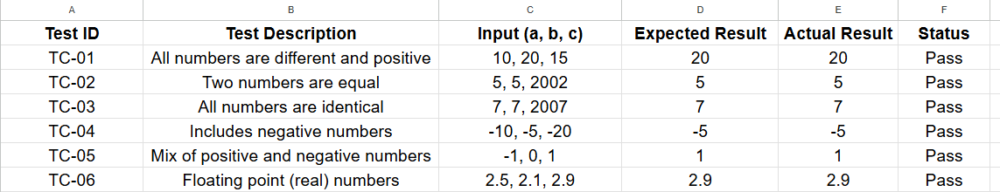 A B C D E F
Test ID Test Description Input (a, b, c) Expected Result Actual Result Status
TC-01 All numbers are different and positive 10, 20, 15 20 20 Pass
TC-02 Two numbers are equal 5, 5, 2002 5 5 Pass
TC-03 All numbers are identical 7, 7, 2007 7 7 Pass
TC-04 Includes negative numbers -10, -5, -20 -5 -5 Pass
TC-05 Mix of positive and negative numbers -1, 0, 1 1 1 Pass
TC-06 Floating point (real) numbers 2.5, 2.1, 2.9 2.9 2.9 Pass